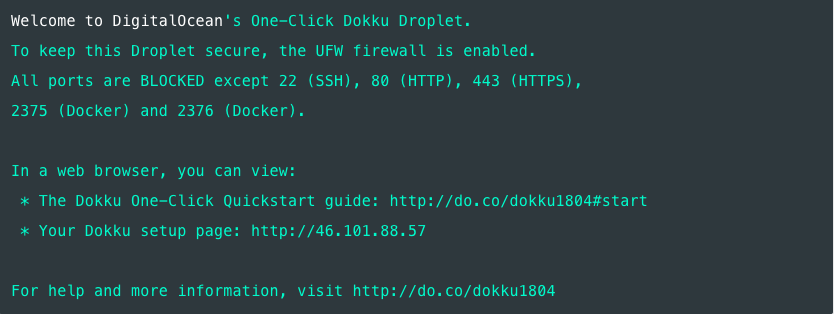 Welcome to DigitalOcean's One-Click Dokku Droplet.
To keep this Droplet secure, the UFW firewall is enabled.
All ports are BLOCKED except 22 (SSH), 80 (HTTP), 443 (HTTPS),
2375 (Docker) and 2376 (Docker).
In a web browser, you can view:
* The Dokku One-Click Quickstart guide: http://do.co/dokku1804#start
* Your Dokku setup page: http://46.101.88.57
For help and more information, visit http://do.co/dokku1804